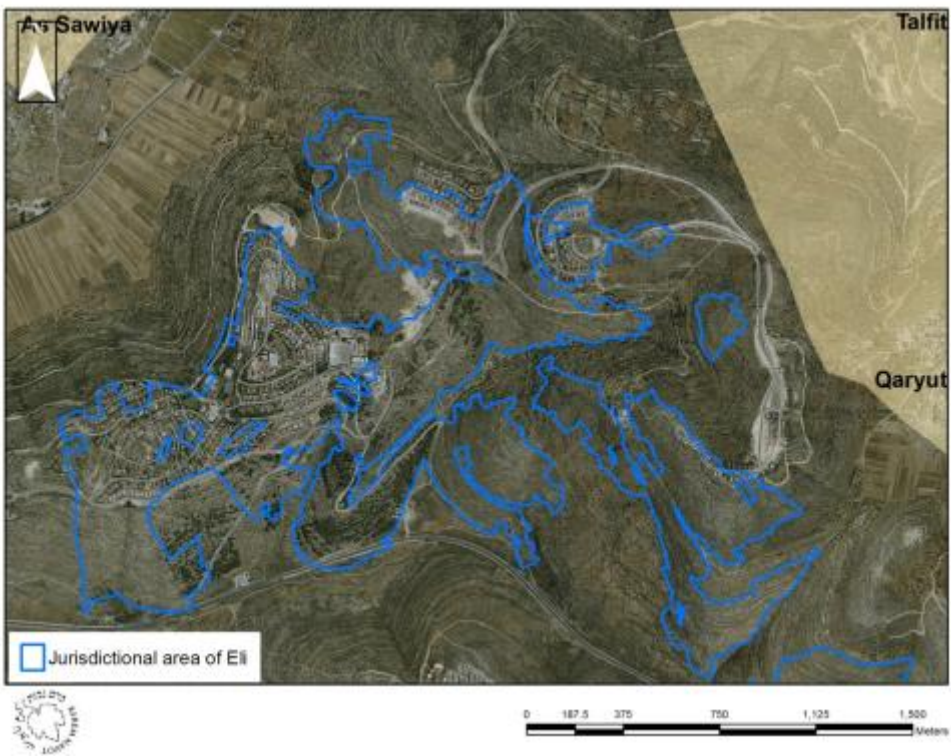 As Sawiya
Talfit
Qaryut
Jurisdictional area of Eli
0 187.5 375 750 1,125 1,500
Meters